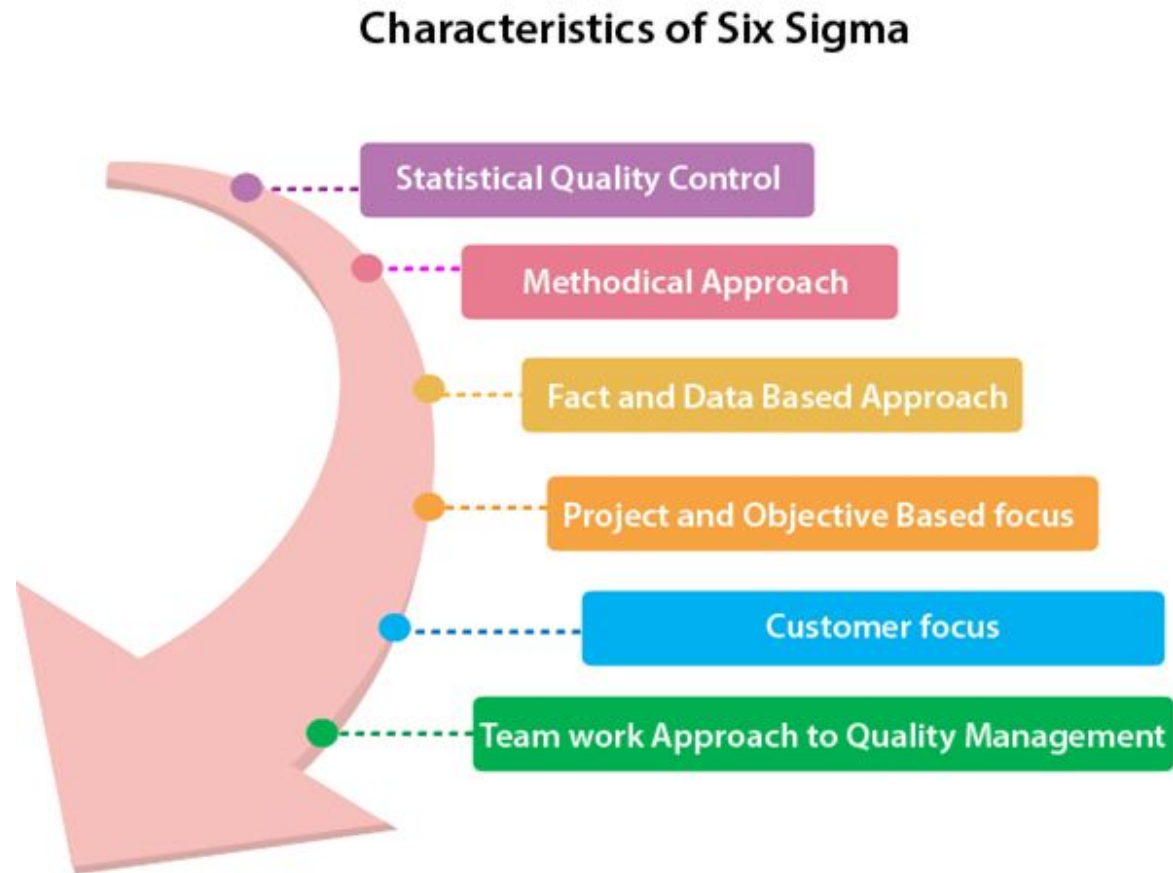 Characteristics of Six Sigma
Statistical Quality Control
Methodical Approach
Fact and Data Based Approach
Project and Objective Based focus
Customer focus
Team work Approach to Quality Management